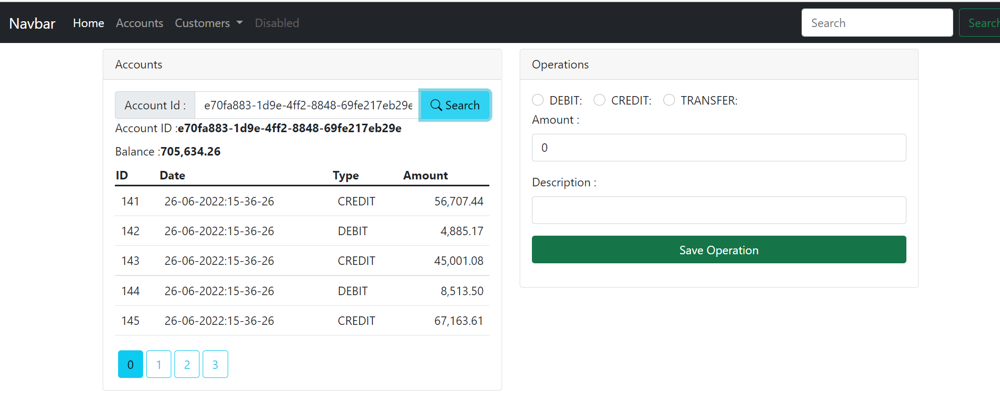 Navbar Home Accounts Customers Disabled Search Search
Accounts
Account Id : e70fa883-1d9e-4ff2-8848-69fe217eb29e Search
Account ID :e70fa883-1d9e-4ff2-8848-69fe217eb29e
Balance :705,634.26
ID Date Type Amount
141 26-06-2022:15-36-26 CREDIT 56,707.44
142 26-06-2022:15-36-26 DEBIT 4,885.17
143 26-06-2022:15-36-26 CREDIT 45,001.08
144 26-06-2022:15-36-26 DEBIT 8,513.50
145 26-06-2022:15-36-26 CREDIT 67,163.61
0 1 2 3
Operations
DEBIT: CREDIT: TRANSFER:
Amount :
0
Description :
Save Operation